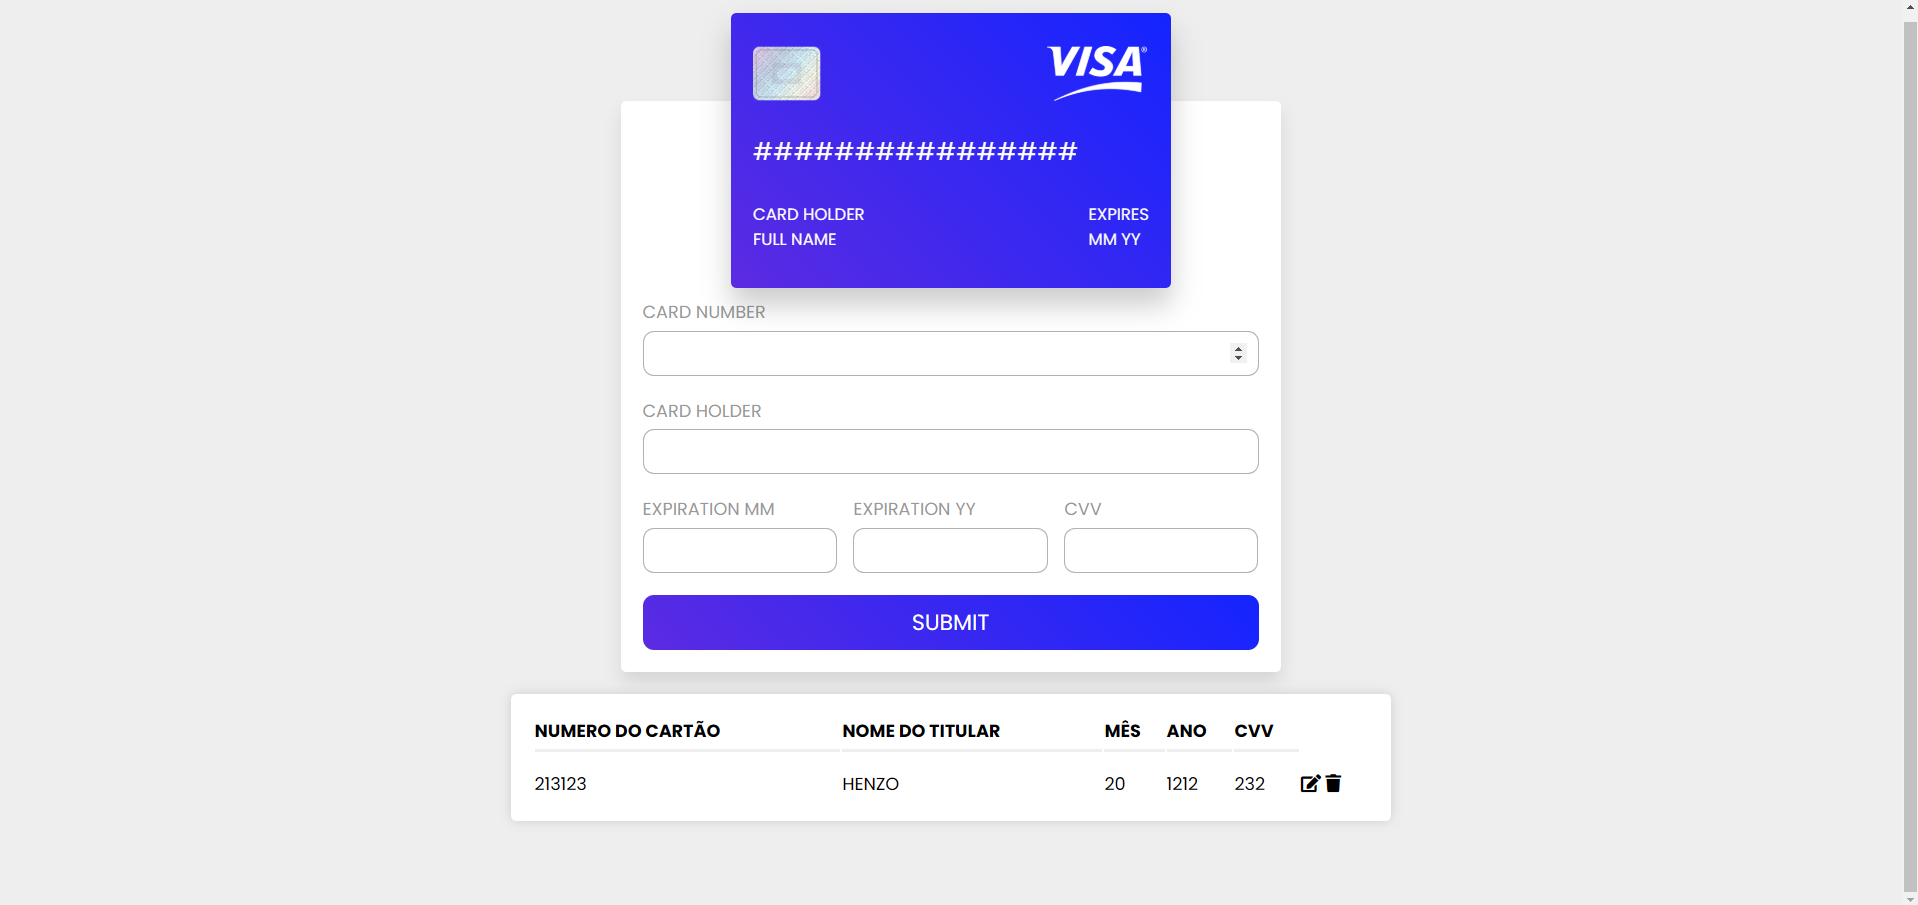 VISA®
################
CARD HOLDER EXPIRES
FULL NAME MM YY
CARD NUMBER
CARD HOLDER
EXPIRATION MM EXPIRATION YY CVV
SUBMIT
NUMERO DO CARTÃO NOME DO TITULAR MÊS ANO CVV
213123 HENZO 20 1212 232